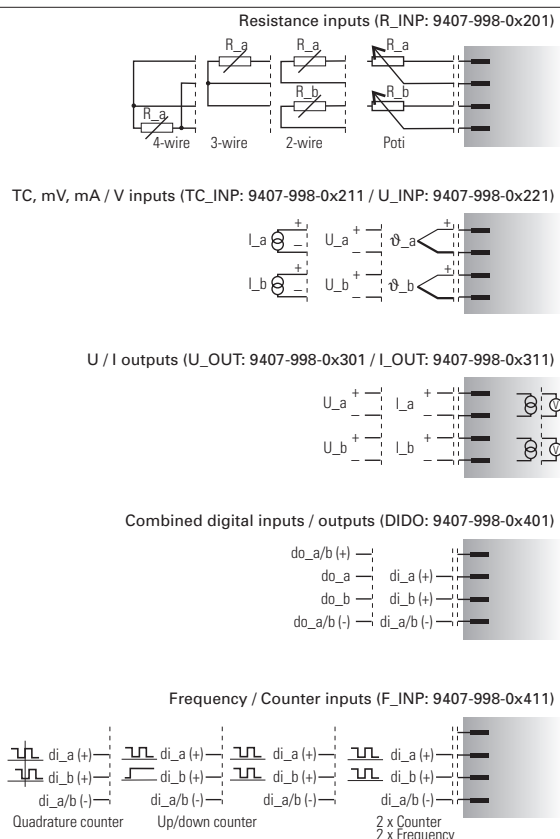 Resistance inputs (R_INP: 9407-998-0x201)
R_a R_a R_a
R_b R_b
R_a
4-wire 3-wire 2-wire Poti
TC, mV, mA / V inputs (TC_INP: 9407-998-0x211 / U_INP: 9407-998-0x221)
I_a + − U_a + − ϑ_a + −
I_b + − U_b + − ϑ_b + −
U / I outputs (U_OUT: 9407-998-0x301 / I_OUT: 9407-998-0x311)
U_a + − I_a + − V
U_b + − I_b + − V
Combined digital inputs / outputs (DIDO: 9407-998-0x401)
do_a/b (+)
do_a di_a (+)
do_b di_b (+)
do_a/b (-) di_a/b (-)
Frequency / Counter inputs (F_INP: 9407-998-0x411)
di_a (+) di_a (+) di_a (+) di_a (+)
di_b (+) di_b (+) di_b (+) di_b (+)
di_a/b (-) di_a/b (-) di_a/b (-) di_a/b (-)
Quadrature counter Up/down counter 2 x Counter
2 x Frequency